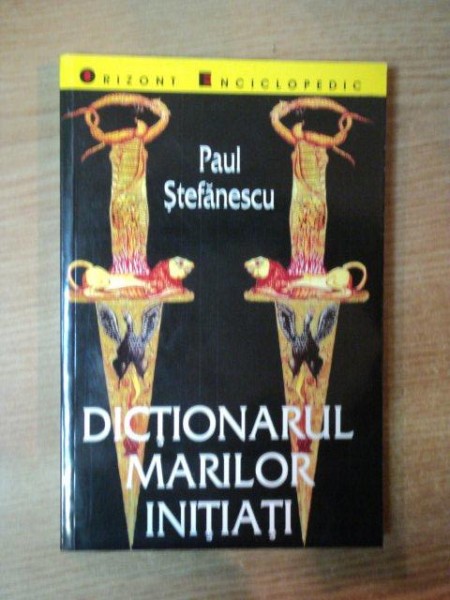 ORIZONT ENCICLOPEDIC
Paul
Ştefănescu
DICŢIONARUL
MARILOR
INIŢIAŢI